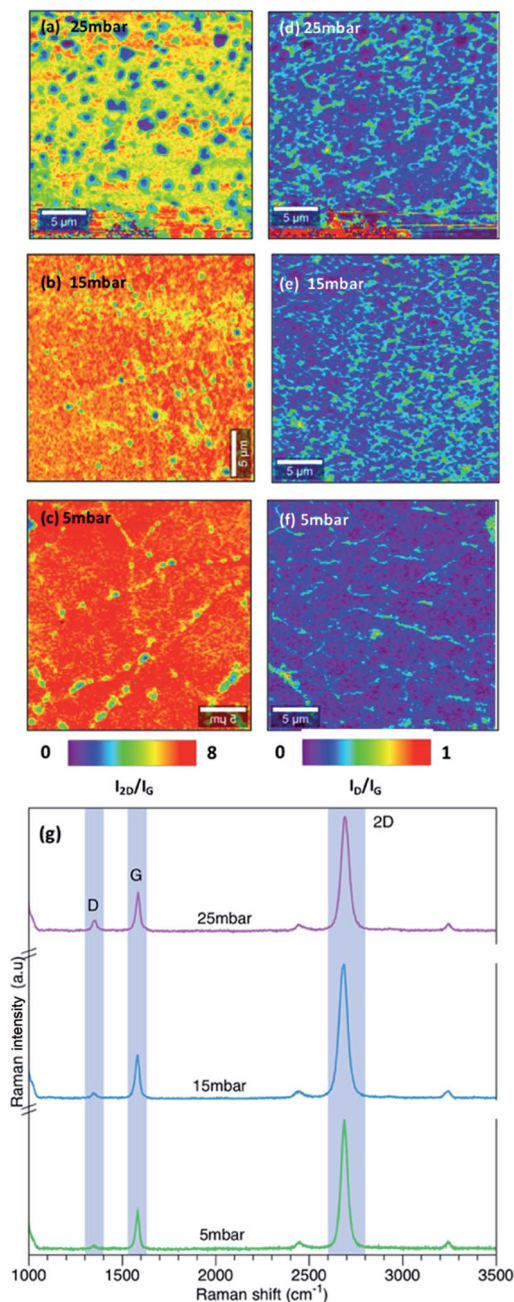 (a) 25mbar
5 µm
(d) 25mbar
5 µm
(b) 15mbar
5 µm
(e) 15mbar
5 µm
(c) 5mbar
5 µm
(f) 5mbar
5 µm
0 8
I2D/IG
0 1
ID/IG
(g)
2D
G
D
25mbar
15mbar
5mbar
Raman intensity (a.u)
1000 1500 2000 2500 3000 3500
Raman shift (cm-1)